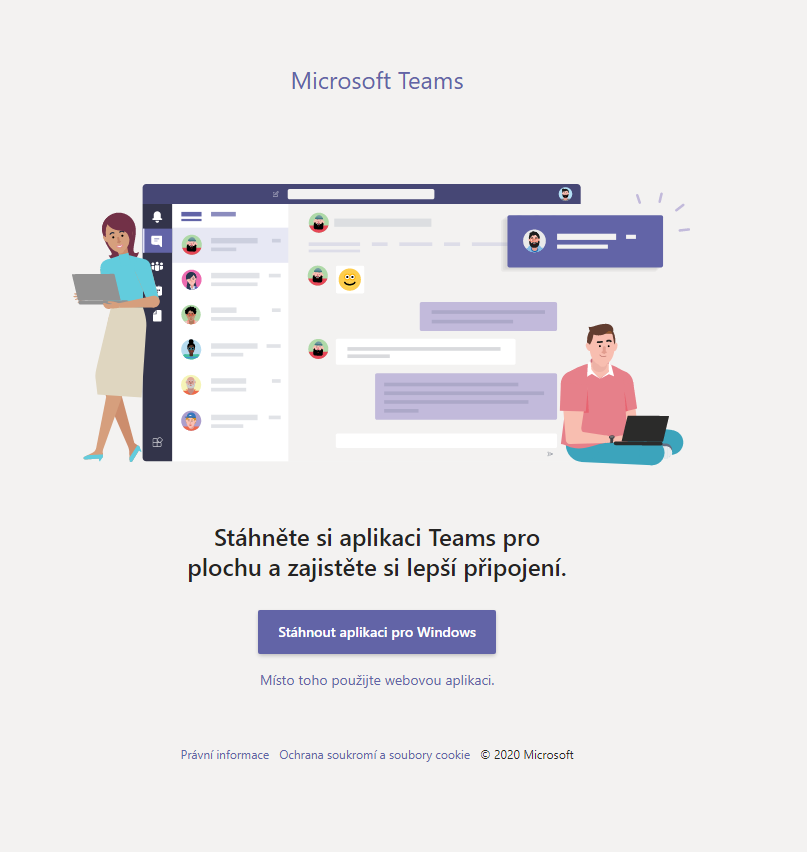 Microsoft Teams
Stáhněte si aplikaci Teams pro
plochu a zajistěte si lepší připojení.
Stáhnout aplikaci pro Windows
Místo toho použijte webovou aplikaci.
Právní informace Ochrana soukromí a soubory cookie © 2020 Microsoft